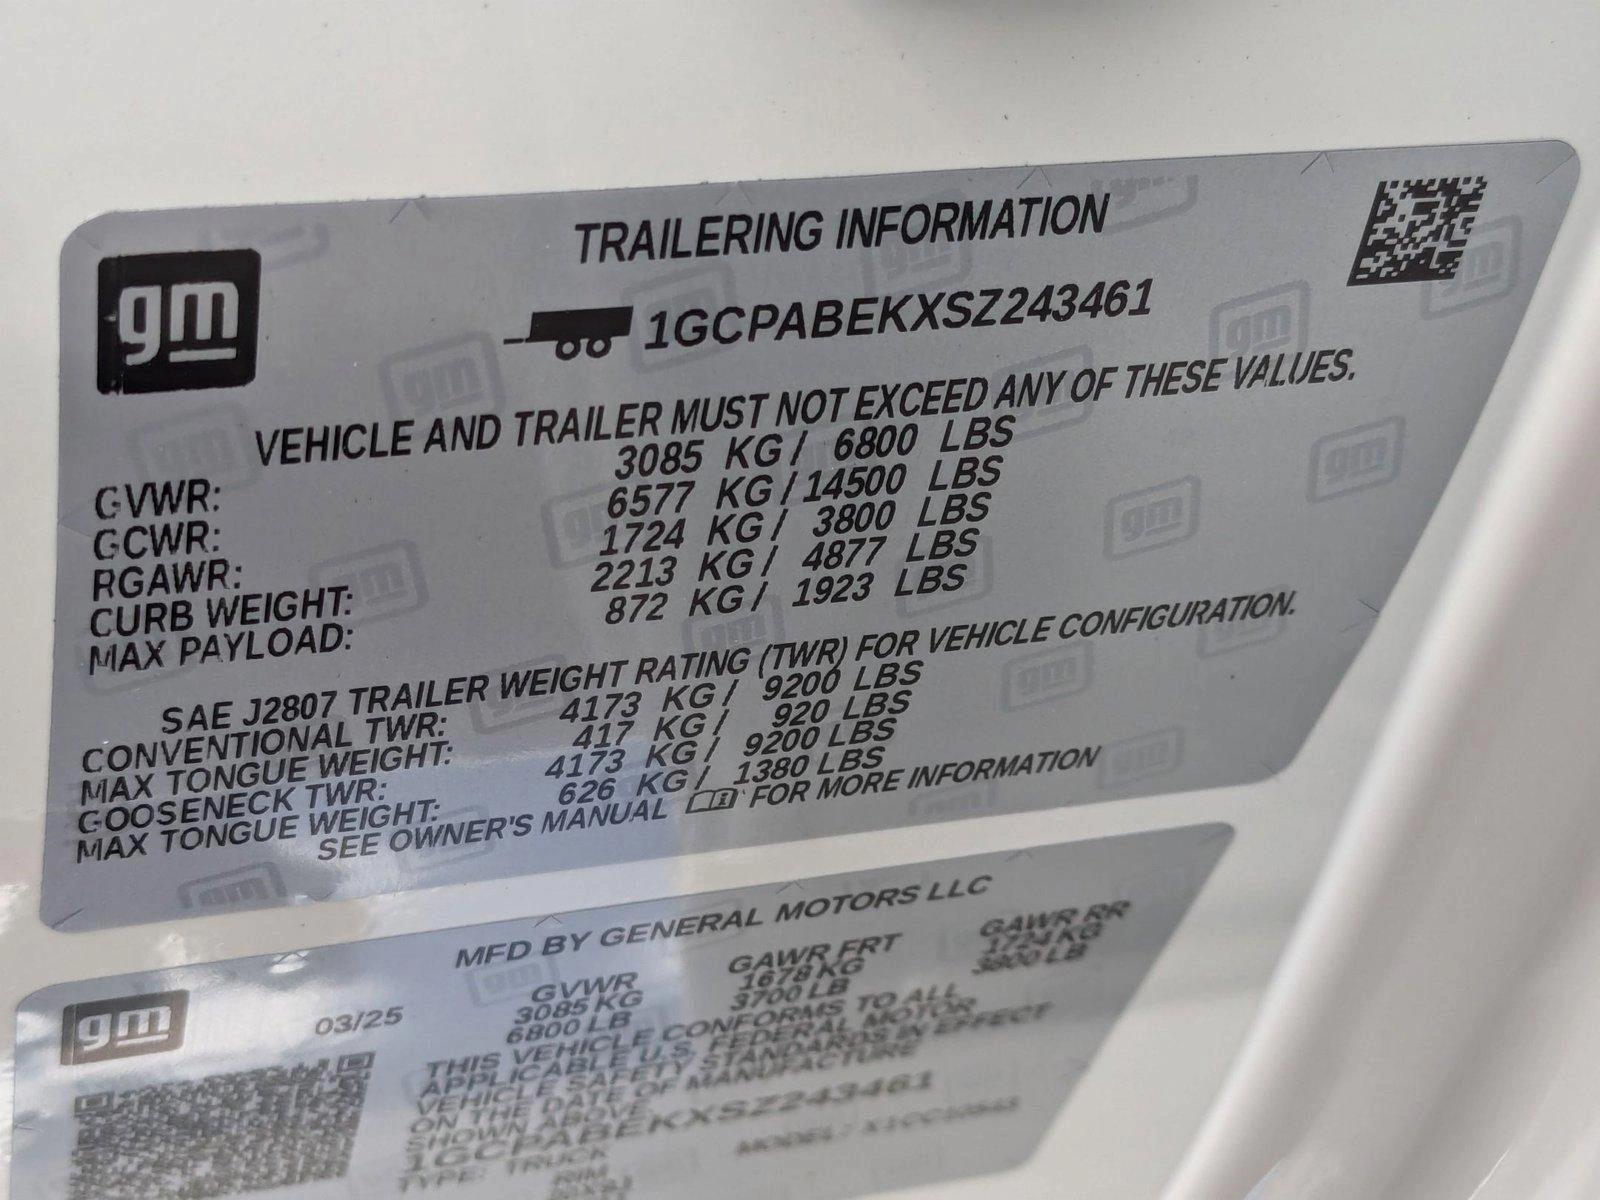 gm
TRAILERING INFORMATION
1GCPABEKXSZ243461
VEHICLE AND TRAILER MUST NOT EXCEED ANY OF THESE VALUES.
GVWR: 3085 KG / 6800 LBS
GCWR: 6577 KG / 14500 LBS
RGAWR: 1724 KG / 3800 LBS
CURB WEIGHT: 2213 KG / 4877 LBS
MAX PAYLOAD: 872 KG / 1923 LBS
SAE J2807 TRAILER WEIGHT RATING (TWR) FOR VEHICLE CONFIGURATION.
CONVENTIONAL TWR: 4173 KG / 9200 LBS
MAX TONGUE WEIGHT: 417 KG / 920 LBS
GOOSENECK TWR: 4173 KG / 9200 LBS
MAX TONGUE WEIGHT: 626 KG / 1380 LBS
SEE OWNER'S MANUAL FOR MORE INFORMATION
gm
MFD BY GENERAL MOTORS LLC
03/25
GVWR GAWR FRT GAWR RR
3085 KG 1678 KG 1724 KG
6800 LB 3700 LB 3800 LB
THIS VEHICLE CONFORMS TO ALL
APPLICABLE U.S. FEDERAL MOTOR
VEHICLE SAFETY STANDARDS IN EFFECT
ON THE DATE OF MANUFACTURE
SHOWN ABOVE
1GCPABEKXSZ243461
TYPE: TRUCK MODEL:
RIM